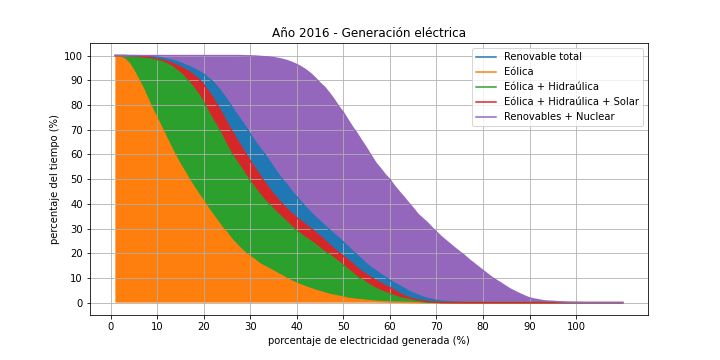 Año 2016 - Generación eléctrica
Renovable total
Eólica
Eólica + Hidraúlica
Eólica + Hidraúlica + Solar
Renovables + Nuclear
porcentaje del tiempo (%)
100
90
80
70
60
50
40
30
20
10
0
0 10 20 30 40 50 60 70 80 90 100
porcentaje de electricidad generada (%)